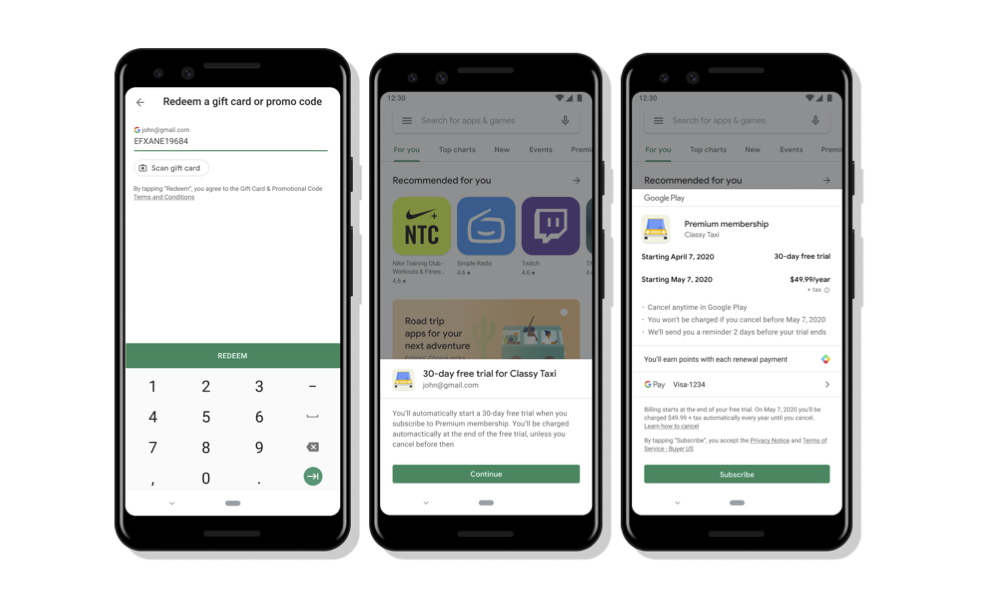 Redeem a gift card or promo code
G john@gmail.com
EFXANE19684
Scan gift card
By tapping "Redeem", you agree to the Gift Card & Promotional Code
Terms and Conditions
REDEEM
1 2 3 –
4 5 6
7 8 9
, 0 .
12:30
Search for apps & games
For you Top charts New Events Premi
Recommended for you
NTC
Nike Training Club -
Workouts & Fitnes...
4.6 ★
Simple Radio
4.6 ★
Twitch
4.6 ★
Road trip
apps for your
next adventure
Editors' Choice picks
30-day free trial for Classy Taxi
john@gmail.com
You'll automatically start a 30-day free trial when you
subscribe to Premium membership. You'll be charged
automactically at the end of the free trial, unless you
cancel before then
Continue
12:30
Search for apps & games
For you Top charts New Events Premi
Recommended for you
Google Play
Premium membership
Classy Taxi
Starting April 7, 2020 30-day free trial
Starting May 7, 2020 $49.99/year
+ tax
· Cancel anytime in Google Play
· You won't be charged if you cancel before May 7, 2020
· We'll send you a reminder 2 days before your trial ends
You'll earn points with each renewal payment
G Pay Visa-1234
Billing starts at the end of your free trial. On May 7, 2020 you'll be
charged $49.99 + tax automatically every year until you cancel.
Learn how to cancel
By tapping "Subscribe", you accept the Privacy Notice and Terms of
Service - Buyer US
Subscribe